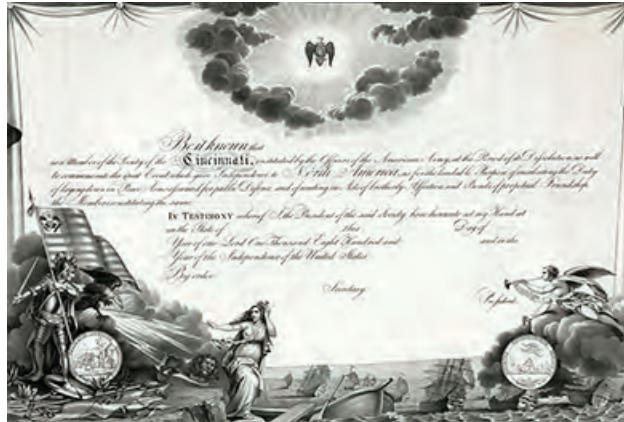 Be it known that
is a Member of the Society of the Cincinnati, instituted by the Officers of the American Army, at the Period of its Dissolution, as well
to commemorate the great Event which gave Independence to North America, as for the laudable Purpose of inculcating the Duty
of laying down in Peace Arms assumed for public Defence, and of uniting in Acts of brotherly Affection, and Bonds of perpetual Friendship
the Members constituting the same.
IN TESTIMONY whereof I, the President of the said Society, have hereunto set my Hand at
in the State of this Day of
Year of our Lord One Thousand Eight Hundred and and in the
Year of the Independence of the United States.
By order
Secretary. President.